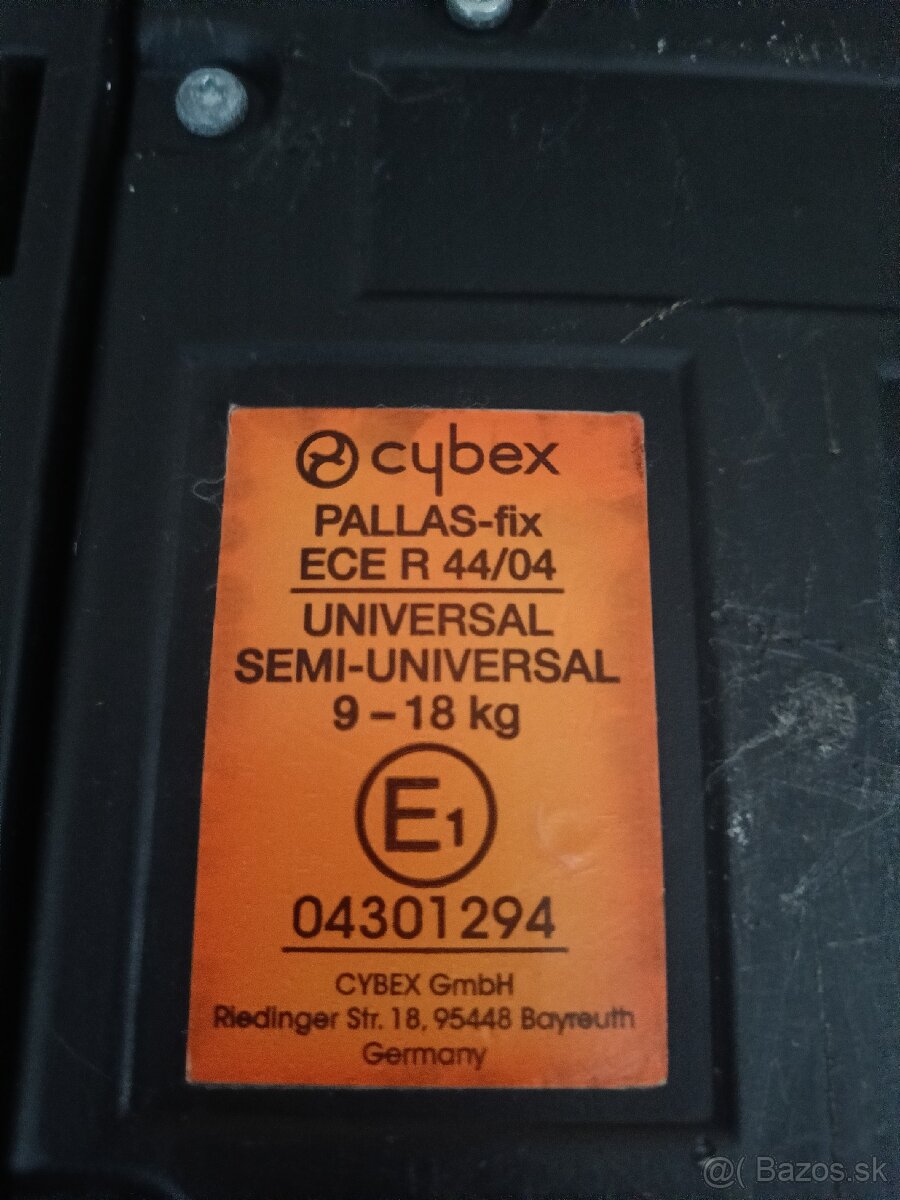 cybex
PALLAS-fix
ECE R 44/04
UNIVERSAL
SEMI-UNIVERSAL
9 – 18 kg
E1
04301294
CYBEX GmbH
Riedinger Str. 18, 95448 Bayreuth
Germany
@( Bazos.sk